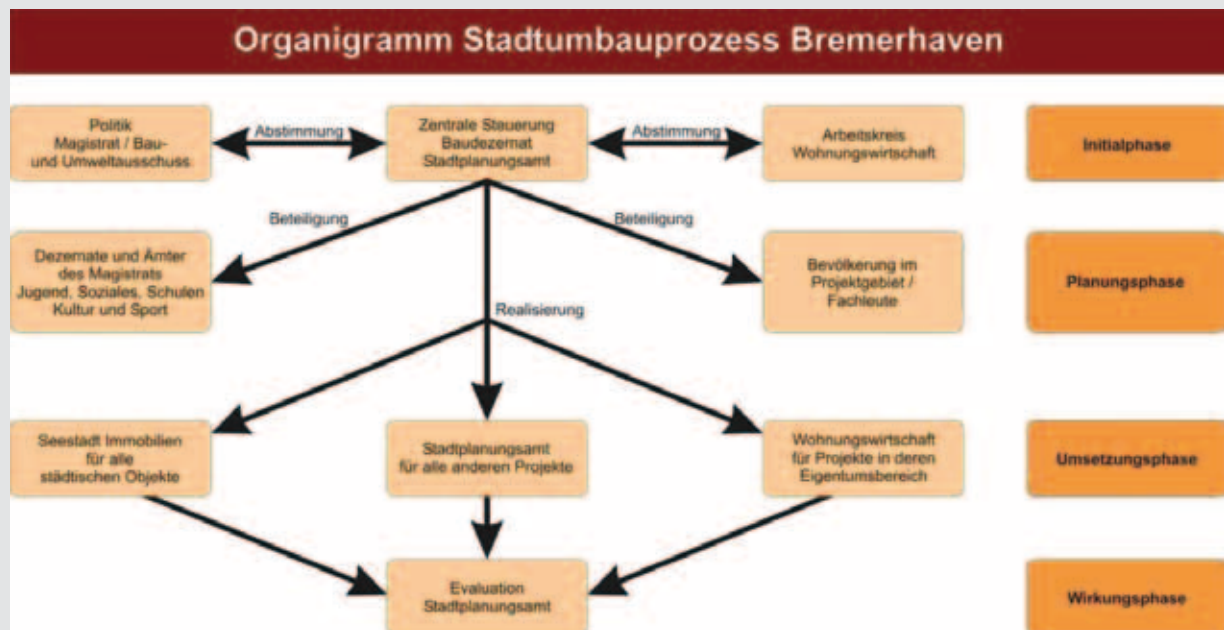 Organigramm Stadtumbauprozess Bremerhaven
Politik
Magistrat / Bau-
und Umweltausschuss
Abstimmung
Zentrale Steuerung
Baudezernat
Stadtplanungsamt
Abstimmung
Arbeitskreis
Wohnungswirtschaft
Initialphase
Beteiligung
Beteiligung
Dezernate und Ämter
des Magistrats
Jugend, Soziales, Schulen
Kultur und Sport
Bevölkerung im
Projektgebiet /
Fachleute
Planungsphase
Realisierung
Seestadt Immobilien
für alle
städtischen Objekte
Stadtplanungsamt
für alle anderen Projekte
Wohnungswirtschaft
für Projekte in deren
Eigentumsbereich
Umsetzungsphase
Evaluation
Stadtplanungsamt
Wirkungsphase